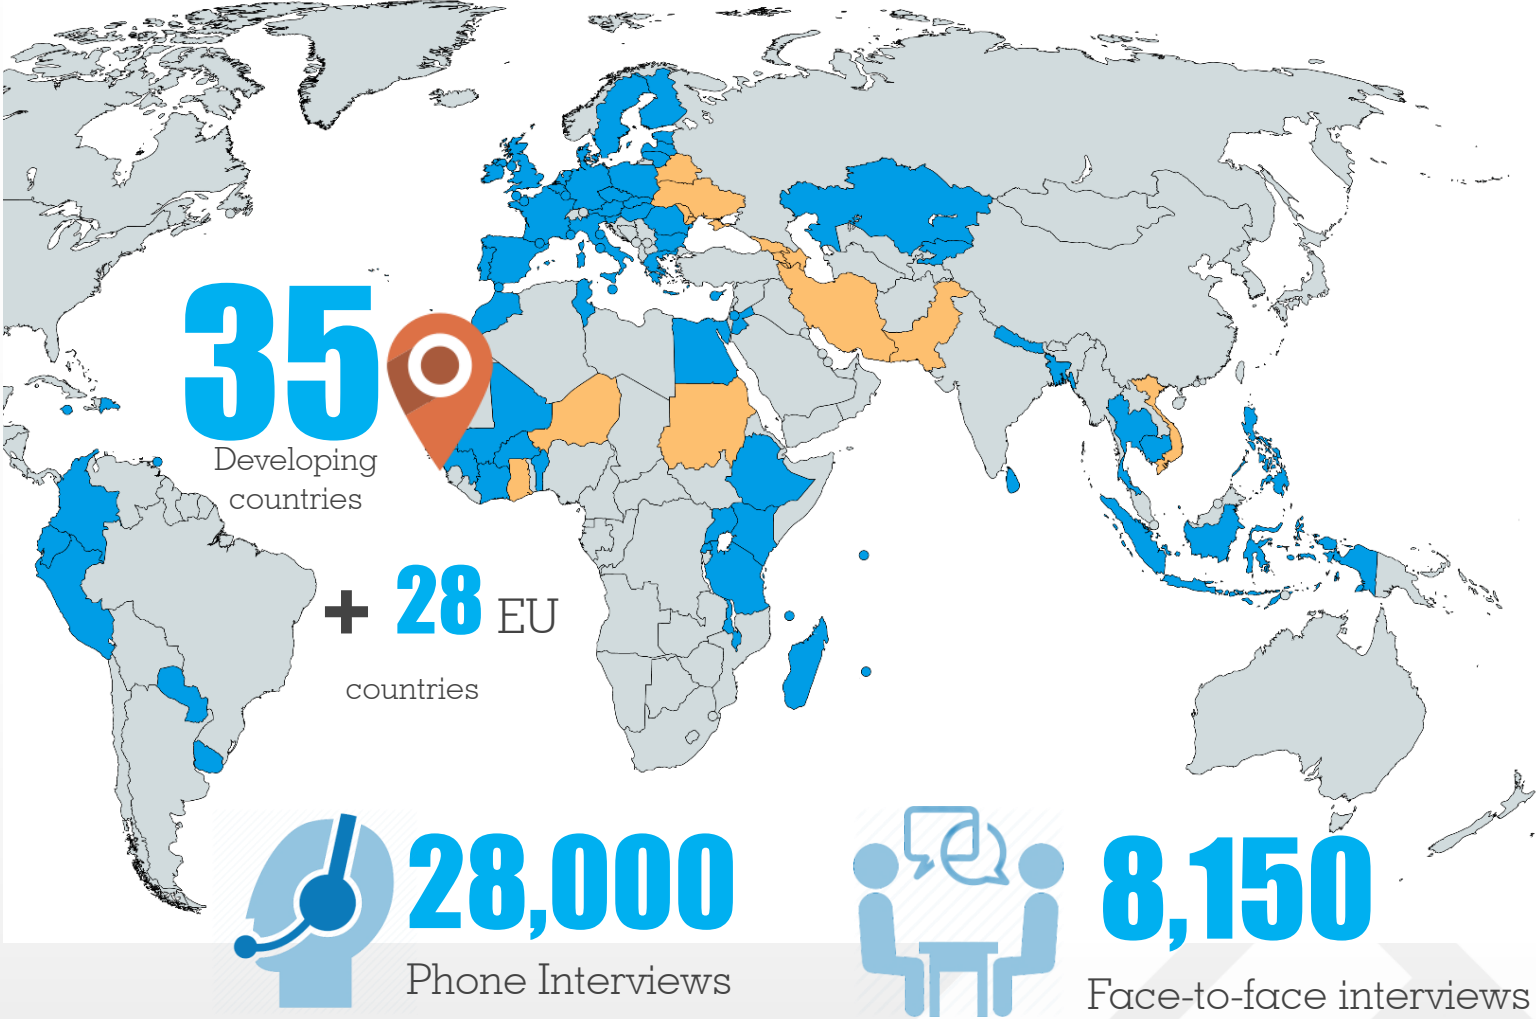 35
Developing
countries
+ 28 EU
countries
28,000
Phone Interviews
8,150
Face-to-face interviews